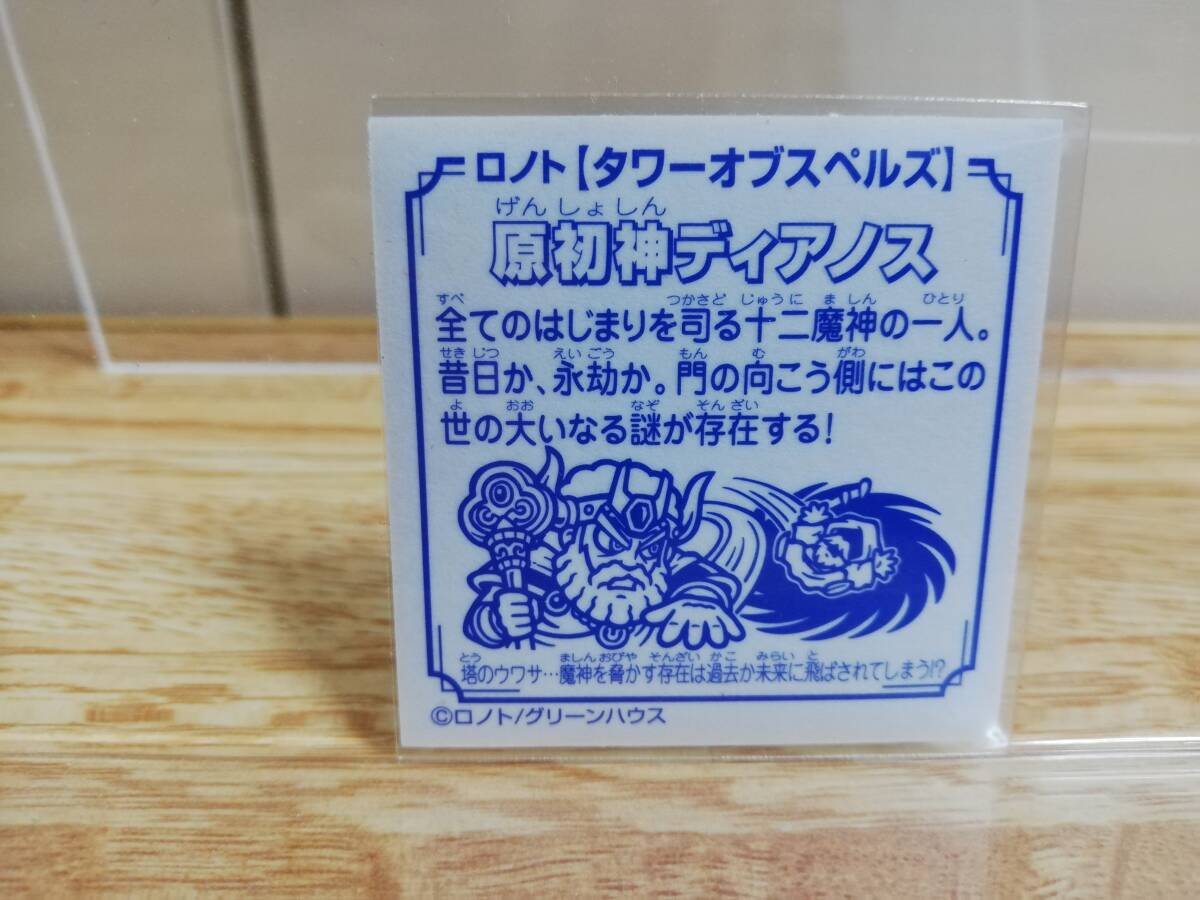 ロノト【タワーオブスペルズ】
げんしょしん
原初神ディアノス
すべ つかさど じゅうに ま しん ひとり
全てのはじまりを司る十二魔神の一人。
せきじつ えいごう もん む がわ
昔日か、永劫か。門の向こう側にはこの
よ おお なぞ そんざい
世の大いなる謎が存在する!
とう ましん おびや そんざい かこ みらい と
塔のウワサ…魔神を脅かす存在は過去か未来に飛ばされてしまう!?
©ロノト/グリーンハウス